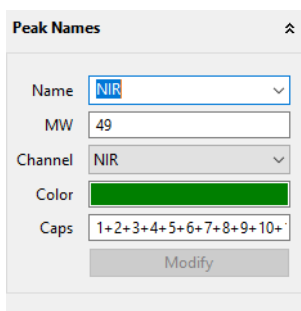 Peak Names
Name NIR
MW 49
Channel NIR
Color
Caps 1+2+3+4+5+6+7+8+9+10+
Modify